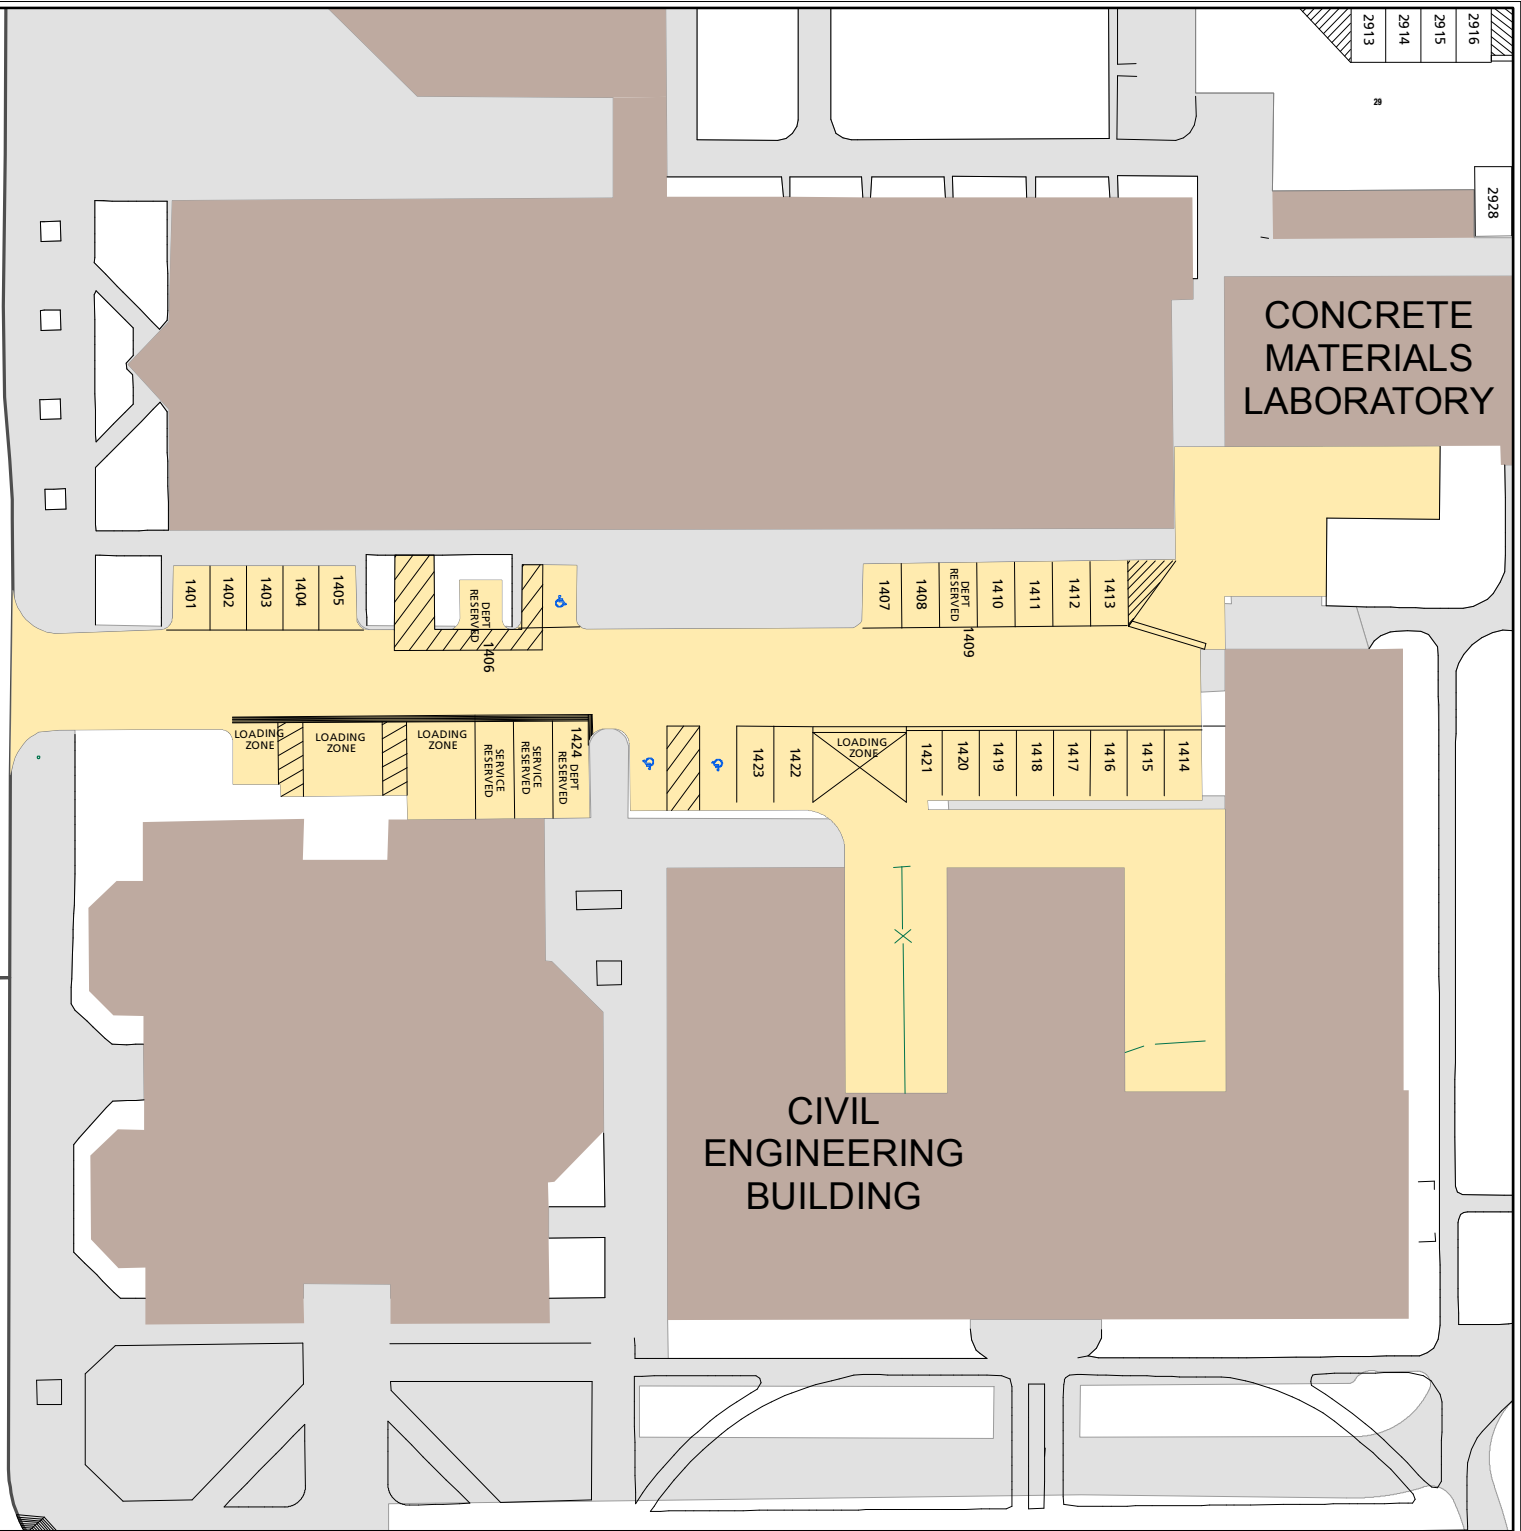 2913
2914
2915
2916
29
2928
CONCRETE
MATERIALS
LABORATORY
1401
1402
1403
1404
1405
DEPT
RESERVED
1406
1407
1408
DEPT
RESERVED
1409
1410
1411
1412
1413
LOADING
ZONE
LOADING
ZONE
LOADING
ZONE
SERVICE
RESERVED
SERVICE
RESERVED
1424 DEPT
RESERVED
1423
1422
LOADING
ZONE
1421
1420
1419
1418
1417
1416
1415
1414
CIVIL
ENGINEERING
BUILDING